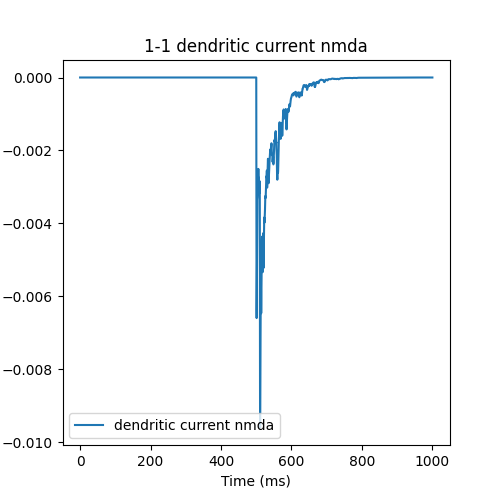 1-1 dendritic current nmda
0.000
−0.002
−0.004
−0.006
−0.008
−0.010
dendritic current nmda
0 200 400 600 800 1000
Time (ms)